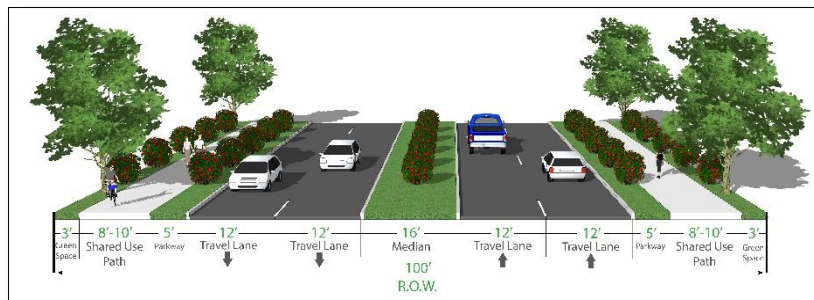 3' 8'-10' 5' 12' 12' 16' 12' 12' 5' 8'-10' 3'
Green Space Shared Use Path Parkway Travel Lane Travel Lane Median Travel Lane Travel Lane Parkway Shared Use Path Green Space
100'
R.O.W.